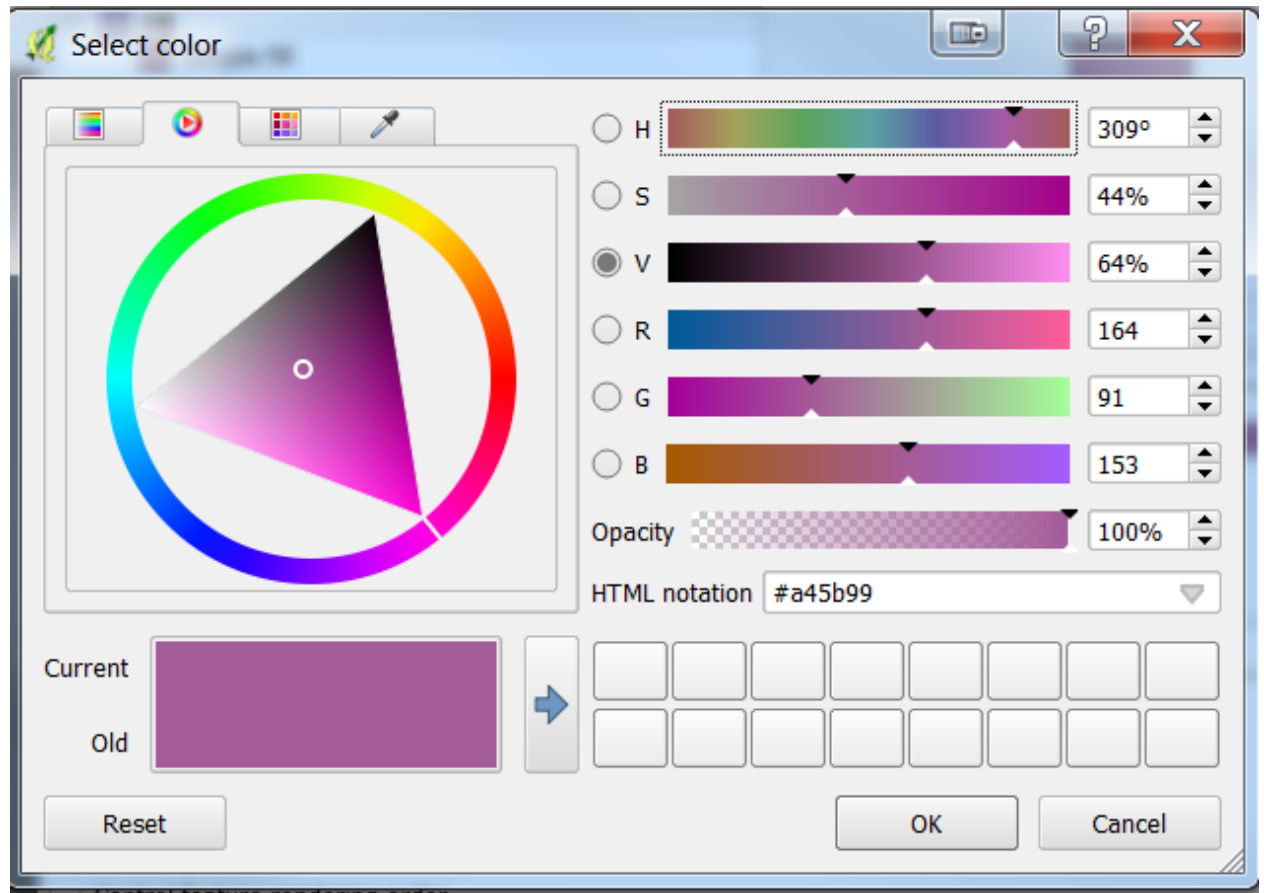 Select color
H 309°
S 44%
V 64%
R 164
G 91
B 153
Opacity 100%
HTML notation #a45b99
Current
Old
Reset OK Cancel